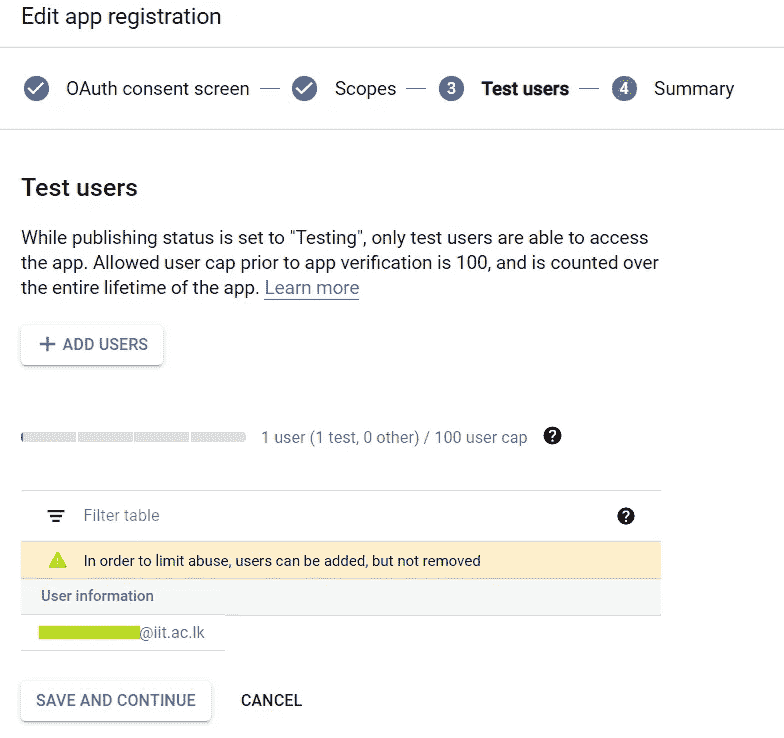 Edit app registration
OAuth consent screen — Scopes — 3 Test users — 4 Summary
Test users
While publishing status is set to "Testing", only test users are able to access
the app. Allowed user cap prior to app verification is 100, and is counted over
the entire lifetime of the app. Learn more
+ ADD USERS
1 user (1 test, 0 other) / 100 user cap ?
Filter table ?
In order to limit abuse, users can be added, but not removed
User information
@iit.ac.lk
SAVE AND CONTINUE CANCEL